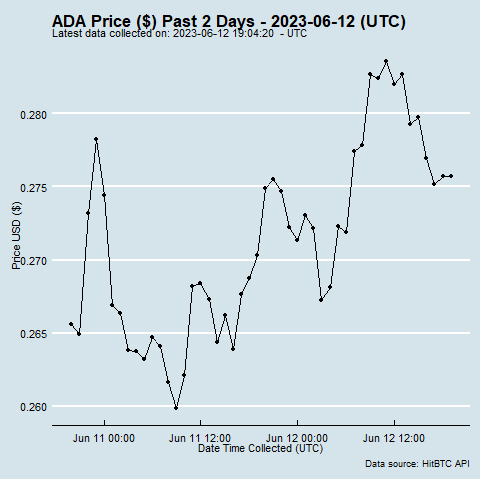 ADA Price ($) Past 2 Days - 2023-06-12 (UTC)
Latest data collected on: 2023-06-12 19:04:20 - UTC
0.280
0.275
0.270
0.265
0.260
Price USD ($)
Jun 11 00:00 Jun 11 12:00 Jun 12 00:00 Jun 12 12:00
Date Time Collected (UTC)
Data source: HitBTC API